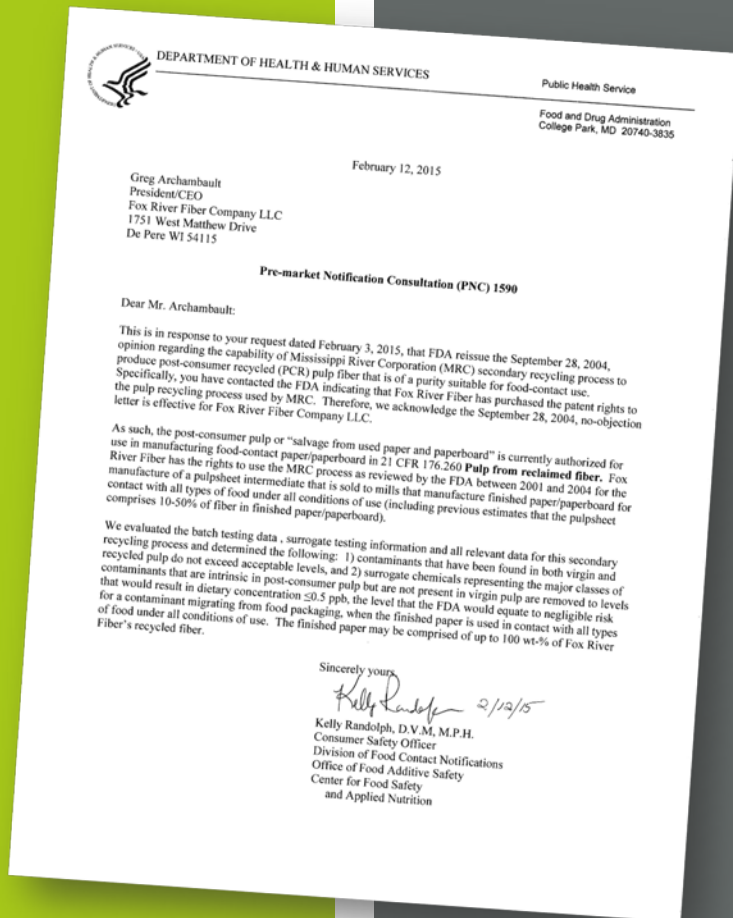 DEPARTMENT OF HEALTH & HUMAN SERVICES
Public Health Service
Food and Drug Administration
College Park, MD 20740-3835
February 12, 2015
Greg Archambault
President/CEO
Fox River Fiber Company LLC
1751 West Matthew Drive
De Pere WI 54115
Pre-market Notification Consultation (PNC) 1590
Dear Mr. Archambault:
This is in response to your request dated February 3, 2015, that FDA reissue the September 28, 2004,
opinion regarding the capability of Mississippi River Corporation (MRC) secondary recycling process to
produce post-consumer recycled (PCR) pulp fiber that is of a purity suitable for food-contact use.
Specifically, you have contacted the FDA indicating that Fox River Fiber has purchased the patent rights to
the pulp recycling process used by MRC. Therefore, we acknowledge the September 28, 2004, no-objection
letter is effective for Fox River Fiber Company LLC.
As such, the post-consumer pulp or “salvage from used paper and paperboard” is currently authorized for
use in manufacturing food-contact paper/paperboard in 21 CFR 176.260 Pulp from reclaimed fiber. Fox
River Fiber has the rights to use the MRC process as reviewed by the FDA between 2001 and 2004 for the
manufacture of a pulpsheet intermediate that is sold to mills that manufacture finished paper/paperboard for
contact with all types of food under all conditions of use (including previous estimates that the pulpsheet
comprises 10-50% of fiber in finished paper/paperboard).
We evaluated the batch testing data , surrogate testing information and all relevant data for this secondary
recycling process and determined the following: 1) contaminants that have been found in both virgin and
recycled pulp do not exceed acceptable levels, and 2) surrogate chemicals representing the major classes of
contaminants that are intrinsic in post-consumer pulp but are not present in virgin pulp are removed to levels
that would result in dietary concentration ≤0.5 ppb, the level that the FDA would equate to negligible risk
for a contaminant migrating from food packaging, when the finished paper is used in contact with all types
of food under all conditions of use. The finished paper may be comprised of up to 100 wt-% of Fox River
Fiber's recycled fiber.
Sincerely yours,
Kelly Randolph 2/12/15
Kelly Randolph, D.V.M, M.P.H.
Consumer Safety Officer
Division of Food Contact Notifications
Office of Food Additive Safety
Center for Food Safety
and Applied Nutrition